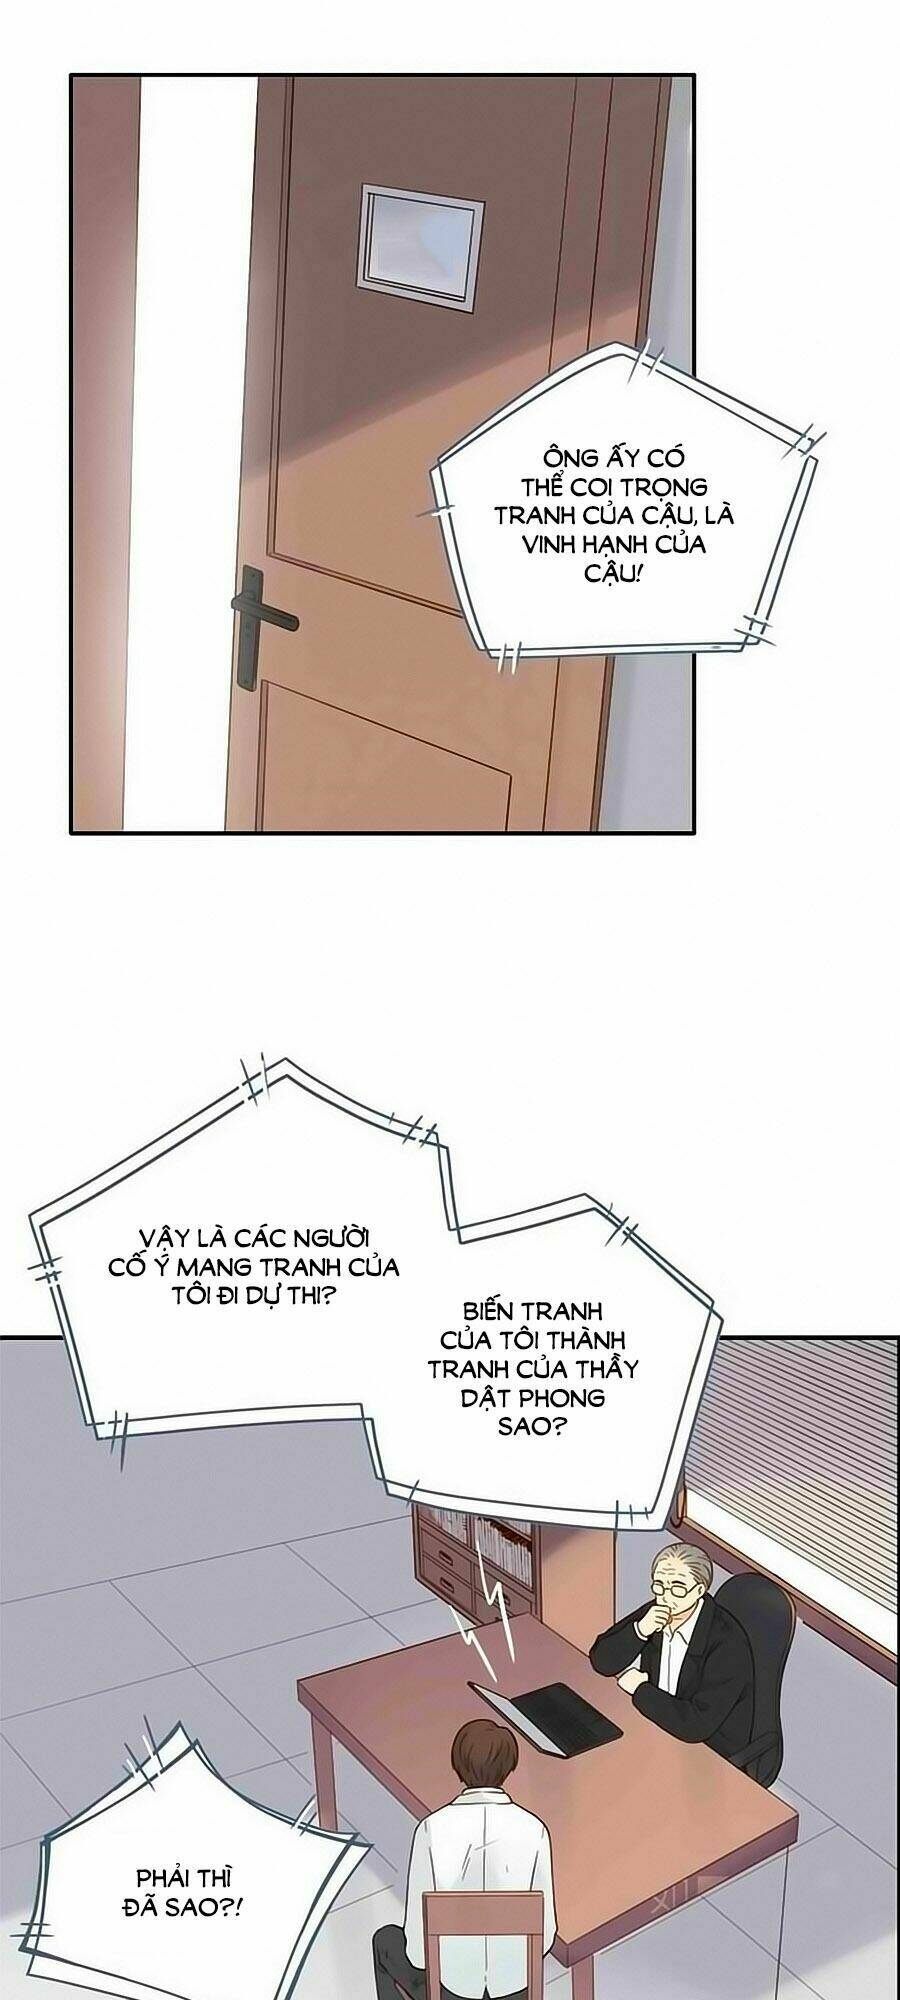 ÔNG ẤY CÓ
THỂ COI TRỌNG
TRANH CỦA CẬU, LÀ
VINH HẠNH CỦA
CẬU!
VẬY LÀ CÁC NGƯỜI
CỐ Ý MANG TRANH CỦA
TÔI ĐI DỰ THI?
BIẾN TRANH
CỦA TÔI THÀNH
TRANH CỦA THẦY
DẬT PHONG
SAO?
PHẢI THÌ
ĐÃ SAO?!